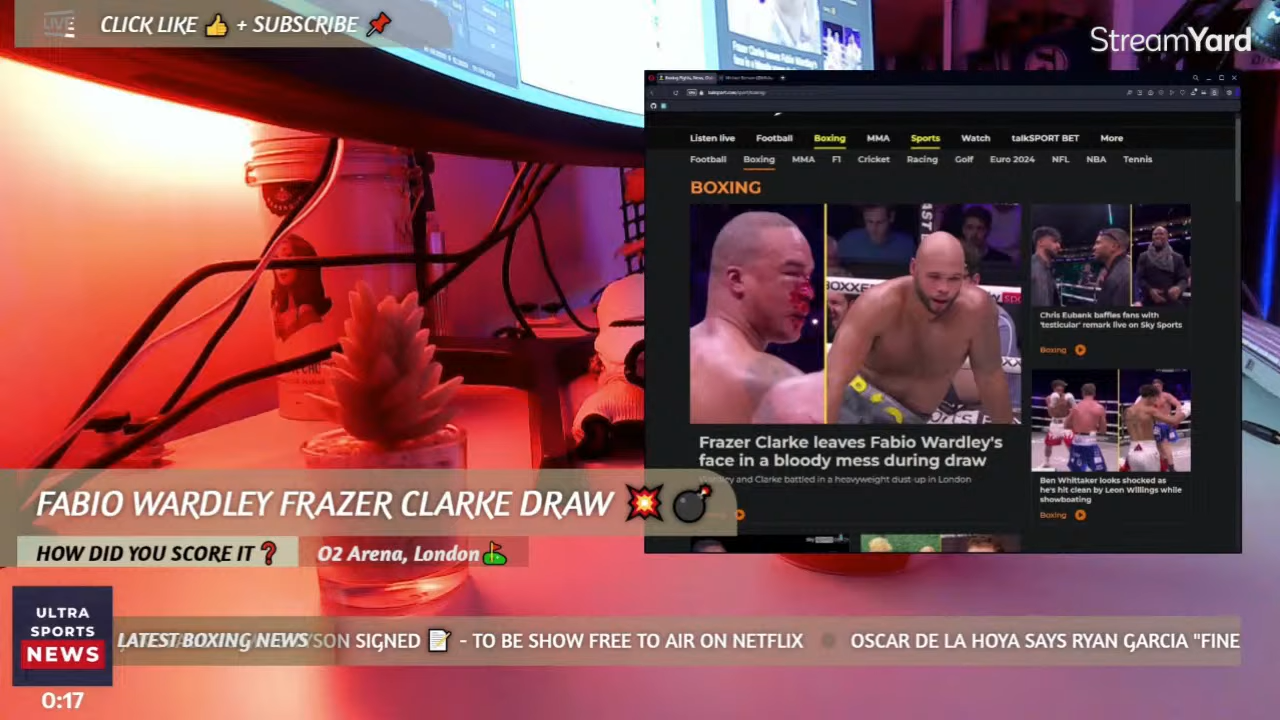 LIVE
CLICK LIKE 👍 + SUBSCRIBE 📌
StreamYard
Listen live Football Boxing MMA Sports Watch talkSPORT BET More
Football Boxing MMA F1 Cricket Racing Golf Euro 2024 NFL NBA Tennis
BOXING
Chris Eubank baffles fans with
'testicular' remark live on Sky Sports
Boxing
Frazer Clarke leaves Fabio Wardley's
face in a bloody mess during draw
and Clarke battled in a heavyweight dust-up in London
Ben Whittaker looks shocked as
he's hit clean by Leon Willings while
showboating
Boxing
FABIO WARDLEY FRAZER CLARKE DRAW 💥 💣
HOW DID YOU SCORE IT ❓ O2 Arena, London ⛳
ULTRA
SPORTS
NEWS
LATEST BOXING NEWS SON SIGNED 📝 - TO BE SHOW FREE TO AIR ON NETFLIX OSCAR DE LA HOYA SAYS RYAN GARCIA "FINE
0:17